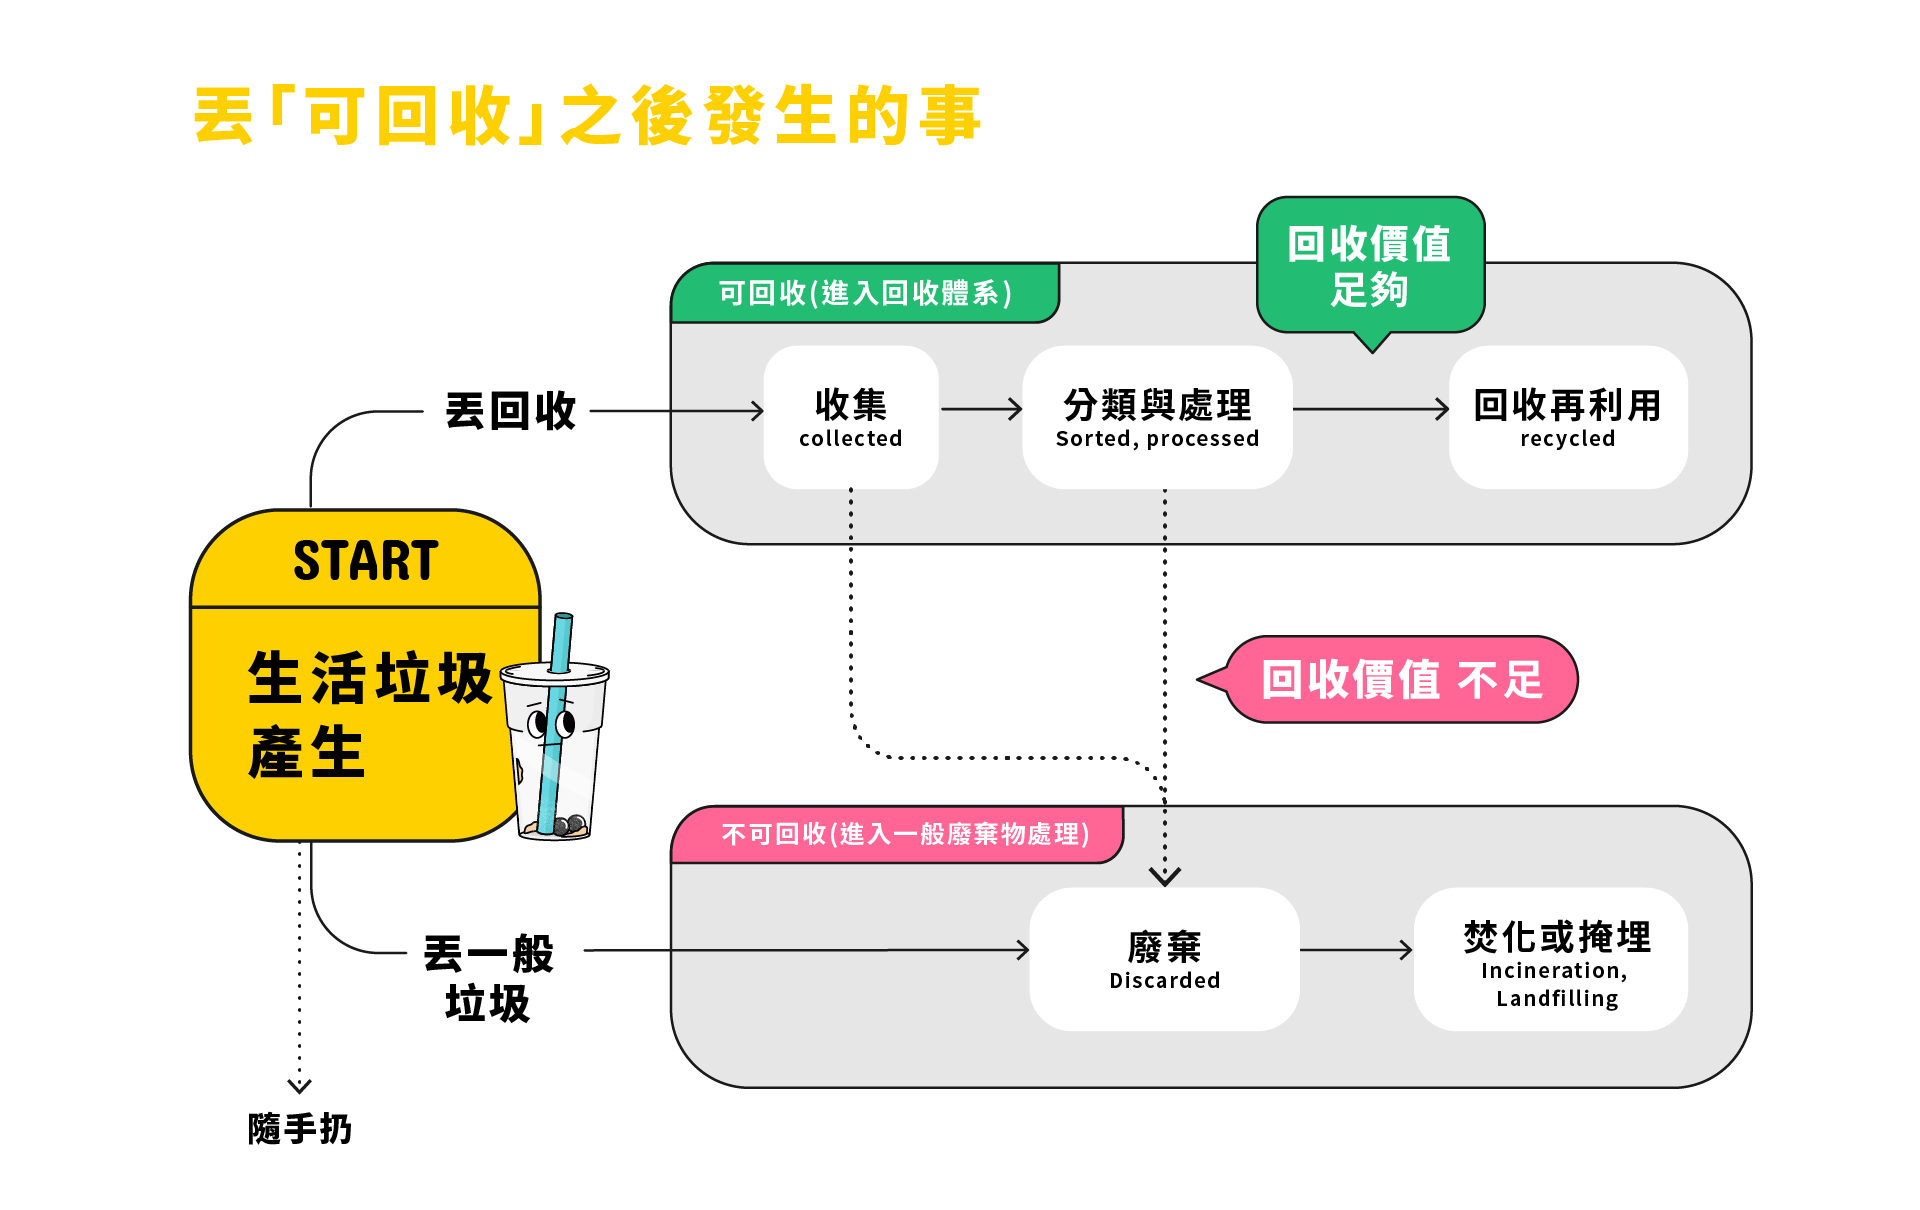 丟「可回收」之後發生的事
回收價值
足夠
可回收(進入回收體系)
丟回收
收集
collected
分類與處理
Sorted, processed
回收再利用
recycled
START
生活垃圾
產生
回收價值 不足
不可回收(進入一般廢棄物處理)
丟一般
垃圾
廢棄
Discarded
焚化或掩埋
Incineration,
Landfilling
隨手扔